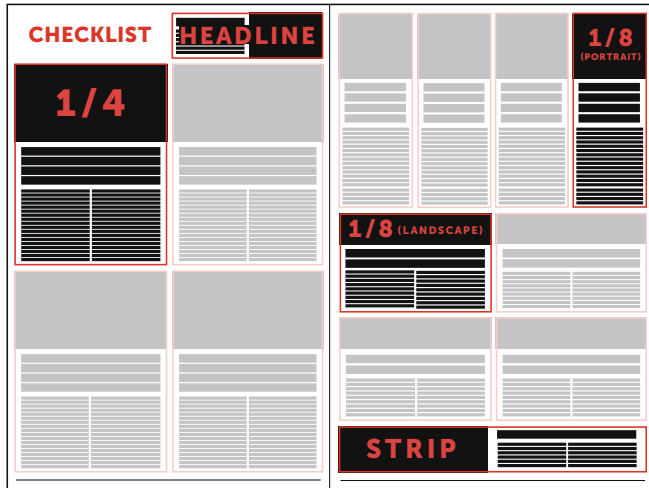 CHECKLIST
HEADLINE
1/4
1/8
(PORTRAIT)
1/8 (LANDSCAPE)
STRIP